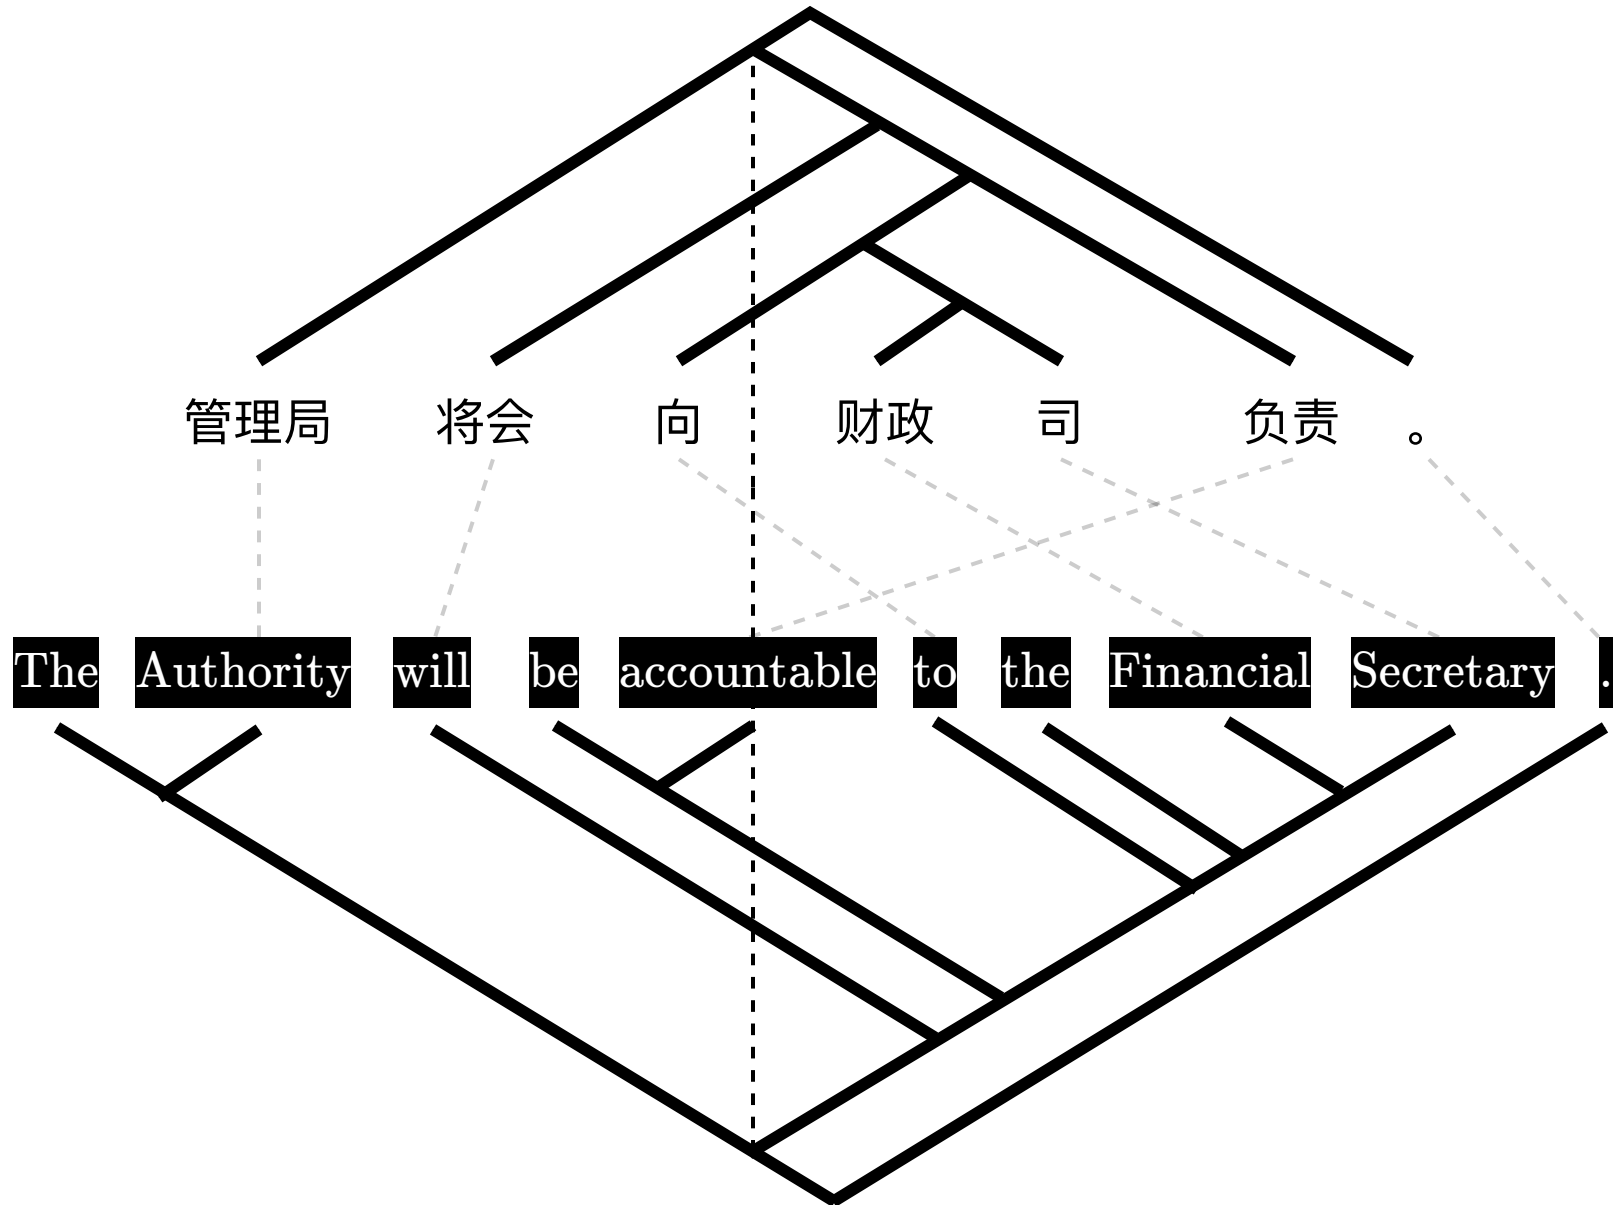 管理局 将会 向 财政 司 负责 。
The Authority will be accountable to the Financial Secretary .